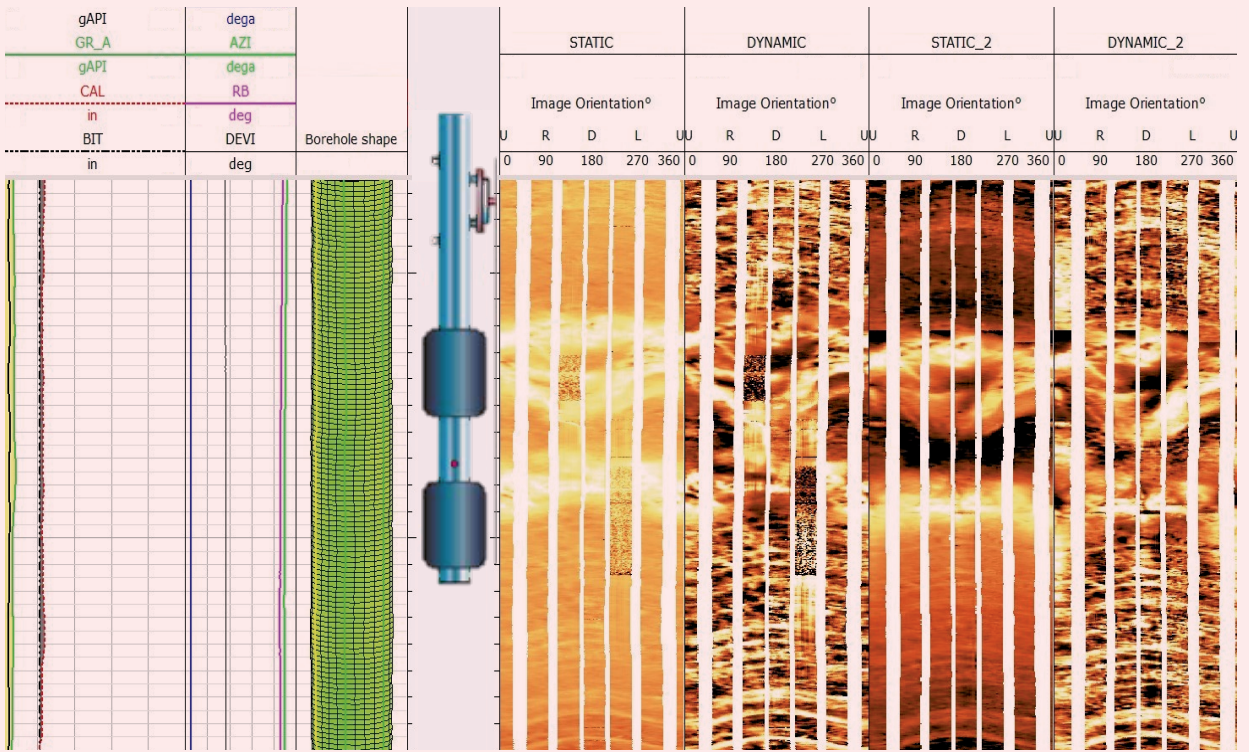 gAPI
GR_A
gAPI
CAL
in
BIT
in
dega
AZI
dega
RB
deg
DEVI
deg
Borehole shape
STATIC
Image Orientation°
U R D L U
0 90 180 270 360
DYNAMIC
Image Orientation°
U R D L U
0 90 180 270 360
STATIC_2
Image Orientation°
U R D L U
0 90 180 270 360
DYNAMIC_2
Image Orientation°
U R D L U
0 90 180 270 360